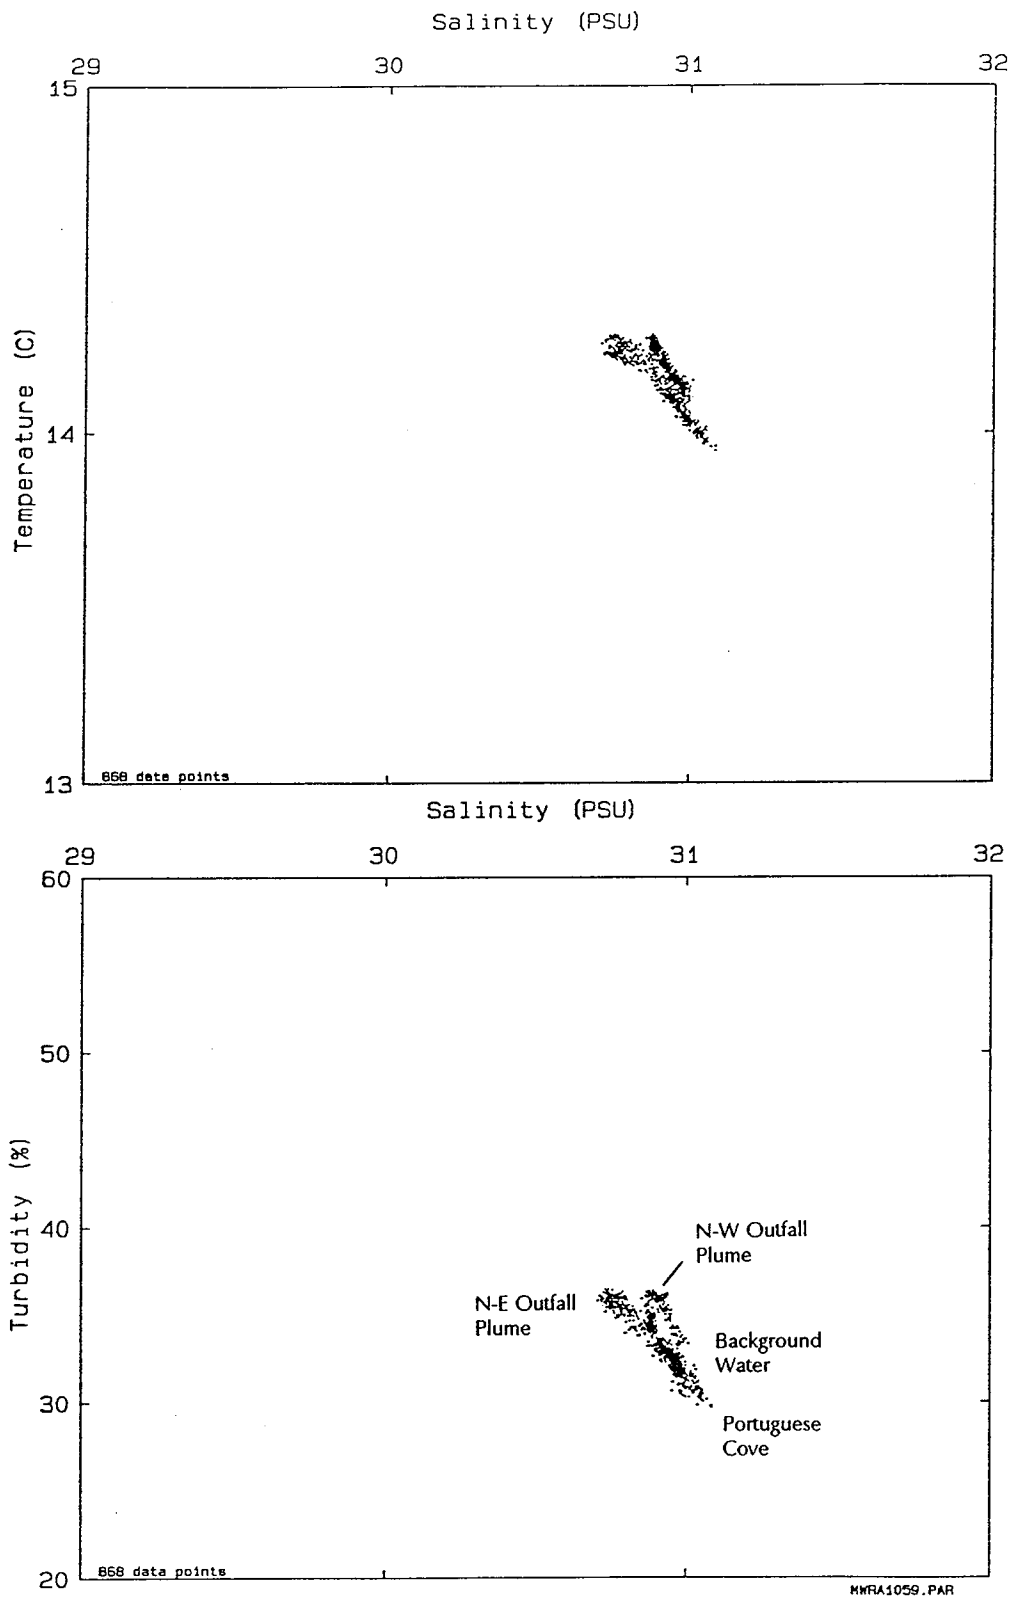 Salinity (PSU)
29 30 31 32
15
Temperature (C)
14
868 data points
13
Salinity (PSU)
29 30 31 32
60
50
Turbidity (%)
40
N-W Outfall
Plume
N-E Outfall
Plume
Background
Water
30
Portuguese
Cove
868 data points
20
MWRA1059.PAR